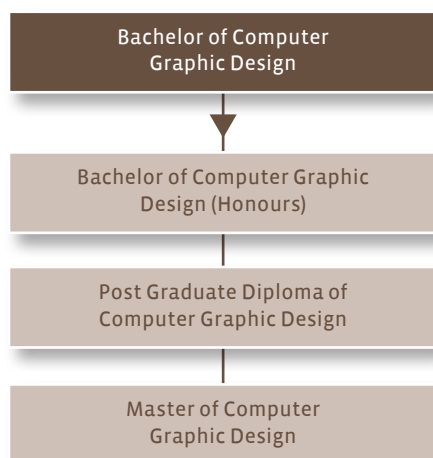 Bachelor of Computer
Graphic Design
Bachelor of Computer Graphic
Design (Honours)
Post Graduate Diploma of
Computer Graphic Design
Master of Computer
Graphic Design